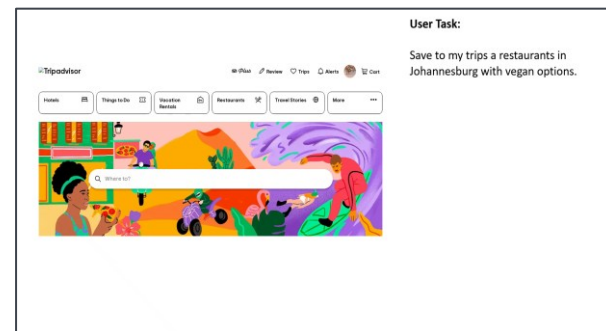 User Task:
Save to my trips a restaurants in
Johannesburg with vegan options.
Tripadvisor
Review Trips Alerts Cart
Hotels Things to Do Vacation Rentals Restaurants Travel Stories More •••
Where to?